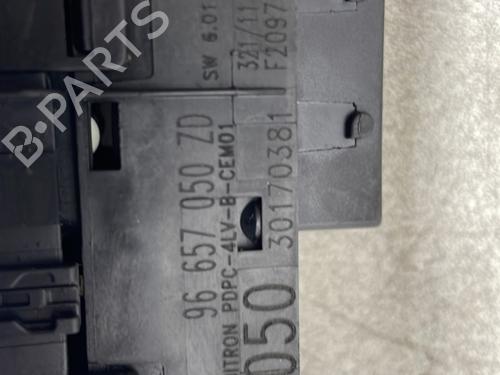 SW 6.01
321/11
F2097
96 657 050 ZD
ITRON PDPC-4LV-B-CEM01
30170381
050
B-PARTS